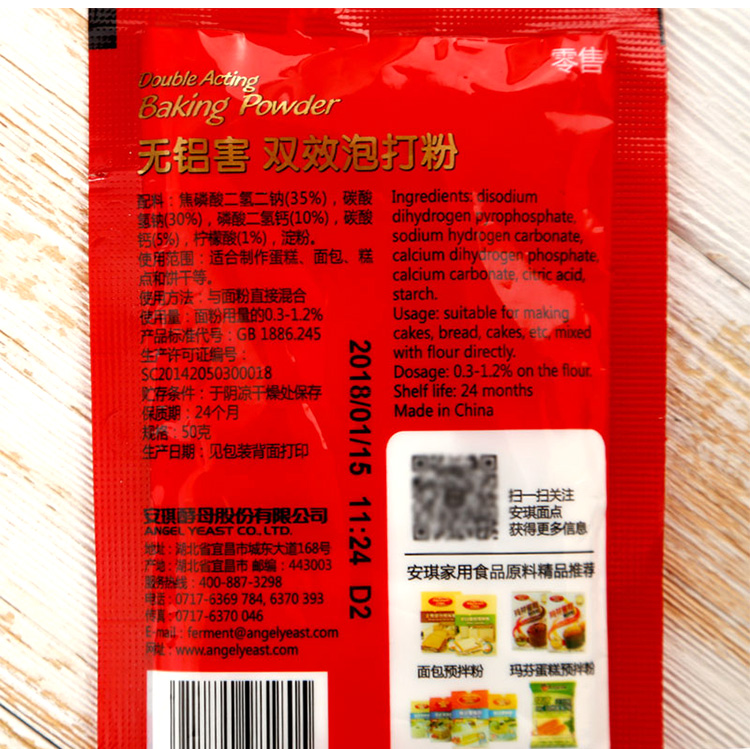 零售
Double Acting
Baking Powder
无铝害 双效泡打粉
配料：焦磷酸二氢二钠(35%)，碳酸
氢钠(30%)，磷酸二氢钙(10%)，碳酸
钙(5%)，柠檬酸(1%)，淀粉。
使用范围：适合制作蛋糕、面包、糕
点和饼干等。
使用方法：与面粉直接混合
使用量：面粉用量的0.3-1.2%
产品标准代号：GB 1886.245
生产许可证编号：
SC20142050300018
贮存条件：于阴凉干燥处保存
保质期：24个月
规格：50克
生产日期：见包装背面打印
Ingredients: disodium
dihydrogen pyrophosphate,
sodium hydrogen carbonate,
calcium dihydrogen phosphate,
calcium carbonate, citric acid,
starch.
Usage: suitable for making
cakes, bread, cakes, etc, mixed
with flour directly.
Dosage: 0.3-1.2% on the flour.
Shelf life: 24 months
Made in China
2018/01/15 11:24 D2
安琪酵母股份有限公司
ANGEL YEAST CO., LTD.
地址：湖北省宜昌市城东大道168号
产地：湖北省宜昌市 邮编：443003
服务热线：400-887-3298
电话：0717-6369 784, 6370 393
传真：0717-6370 046
E-mail：ferment@angelyeast.com
网址：www.angelyeast.com
扫一扫关注
安琪面点
获得更多信息
安琪家用食品原料精品推荐
面包预拌粉
玛芬蛋糕预拌粉